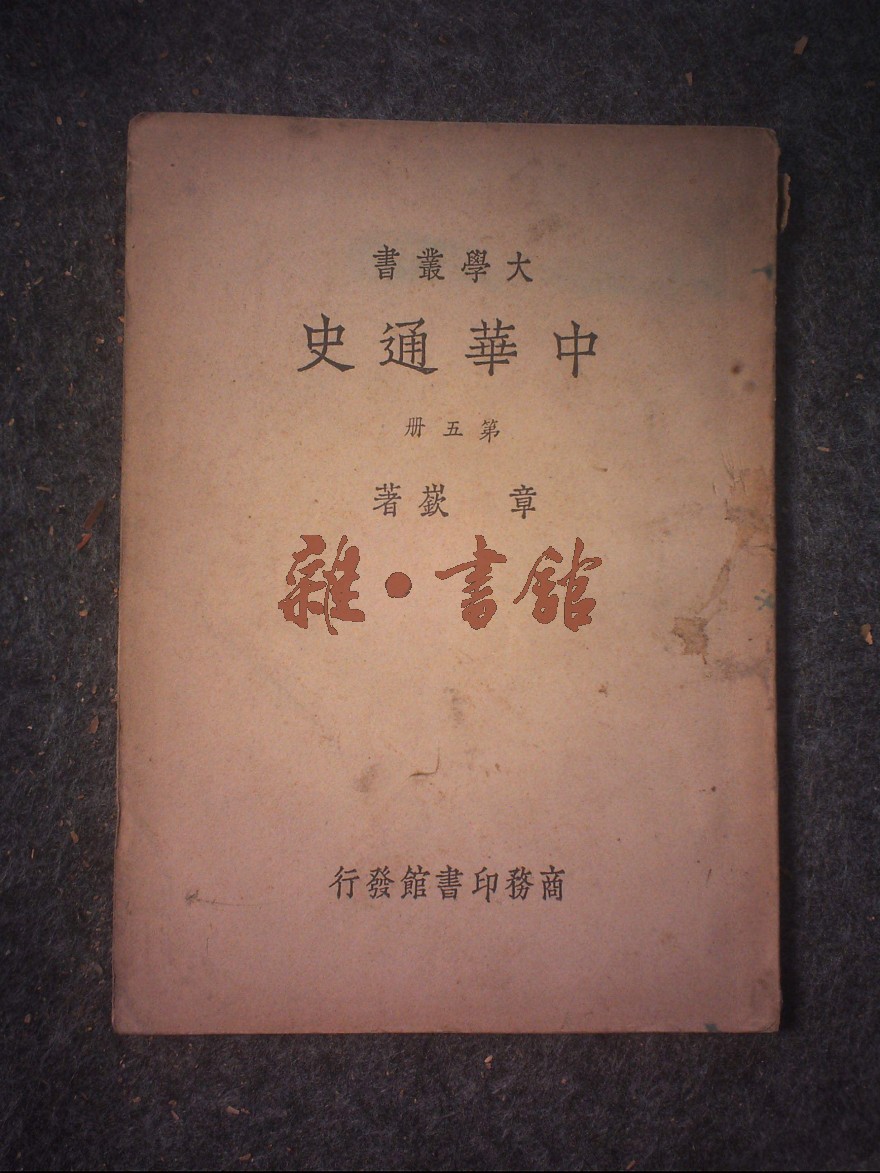 大學叢書
中華通史
第五册
章嶔著
雜·書館
商務印書館發行